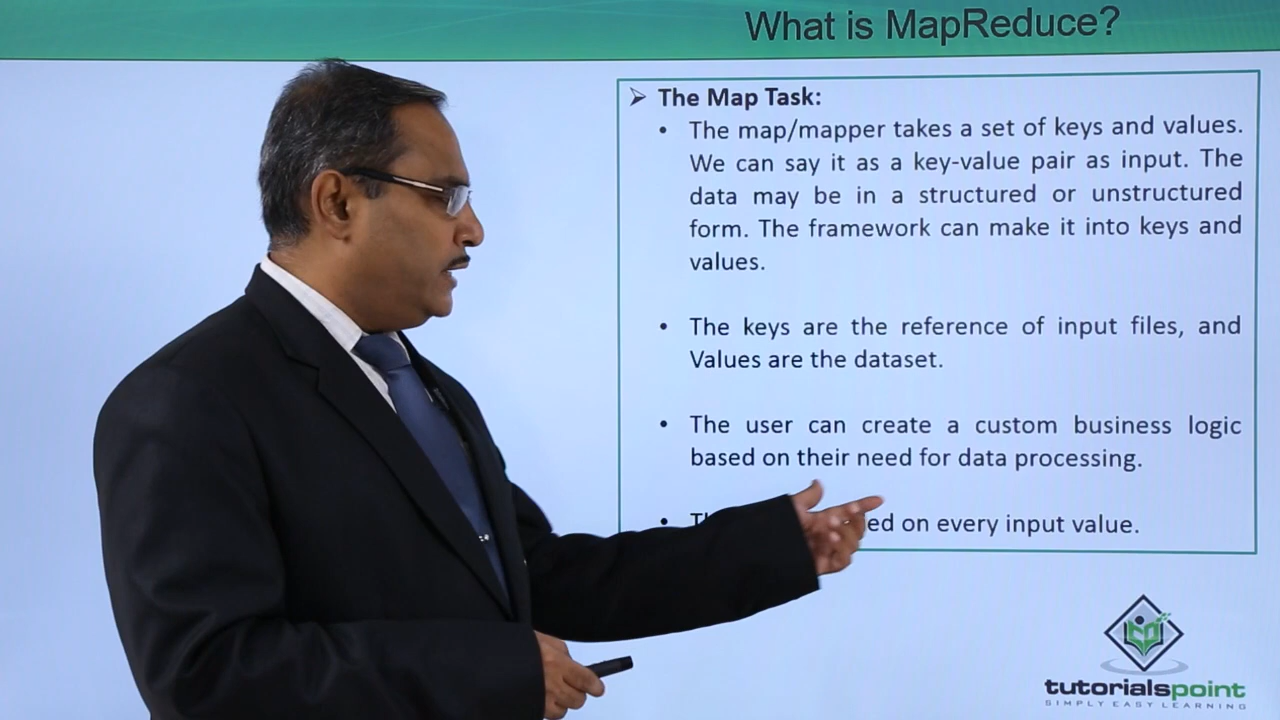 What is MapReduce?
➢ The Map Task:
• The map/mapper takes a set of keys and values.
We can say it as a key-value pair as input. The
data may be in a structured or unstructured
form. The framework can make it into keys and
values.
• The keys are the reference of input files, and
Values are the dataset.
• The user can create a custom business logic
based on their need for data processing.
• ed on every input value.
tutorialspoint
SIMPLY EASY LEARNING